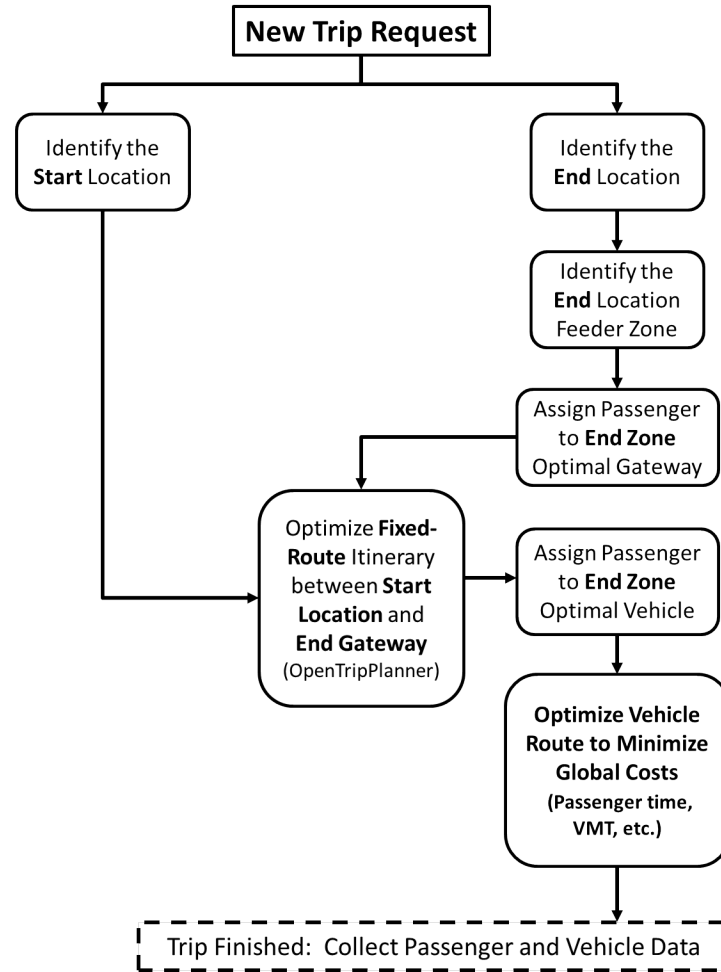 New Trip Request
Identify the
Start Location
Identify the
End Location
Identify the
End Location
Feeder Zone
Assign Passenger
to End Zone
Optimal Gateway
Optimize Fixed-
Route Itinerary
between Start
Location and
End Gateway
(OpenTripPlanner)
Assign Passenger
to End Zone
Optimal Vehicle
Optimize Vehicle
Route to Minimize
Global Costs
(Passenger time,
VMT, etc.)
Trip Finished: Collect Passenger and Vehicle Data